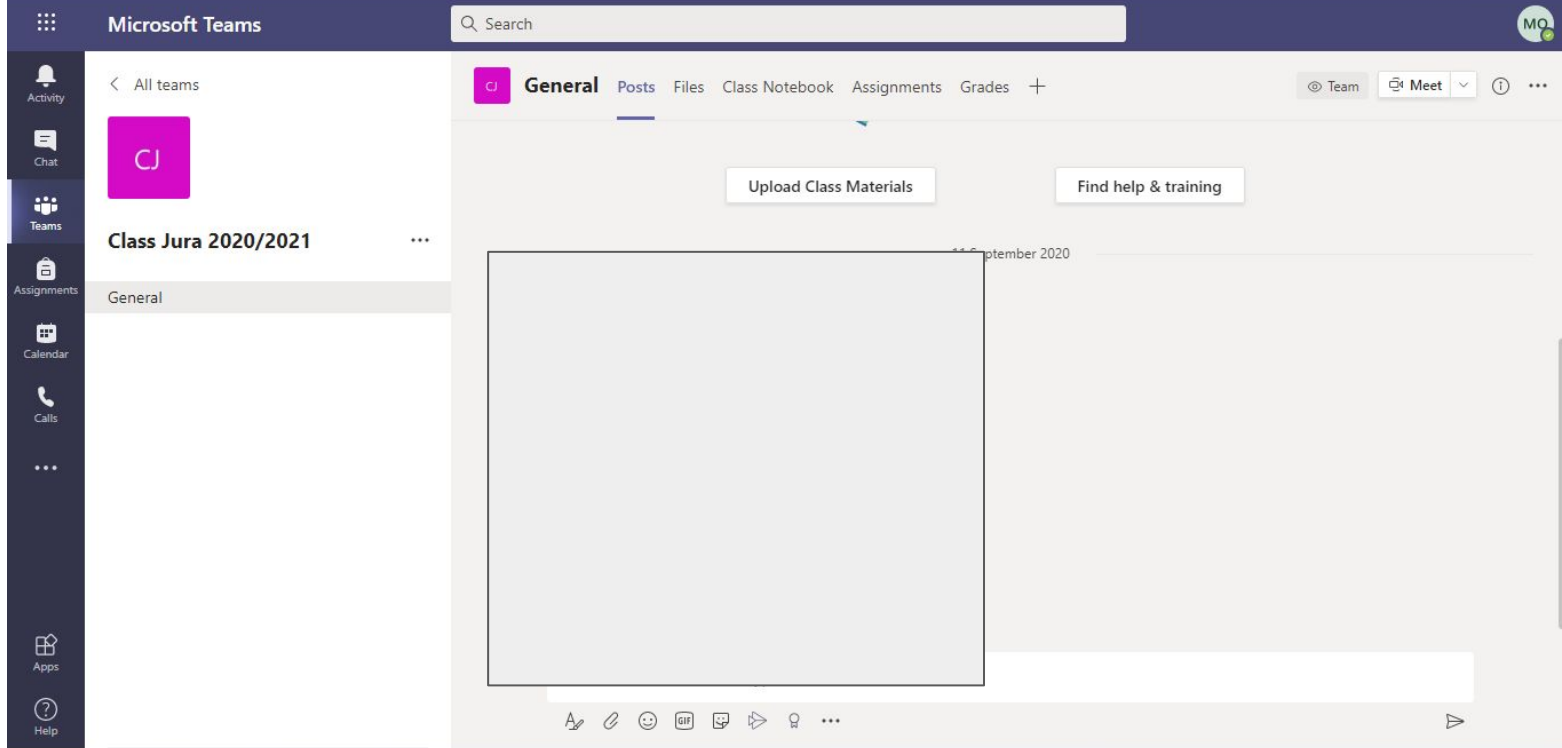 Microsoft Teams
Search
MO
Activity
Chat
Teams
Assignments
Calendar
Calls
Apps
Help
All teams
CJ
Class Jura 2020/2021
General
CJ
General Posts Files Class Notebook Assignments Grades
Team
Meet
Upload Class Materials
Find help & training
ptember 2020
GIF